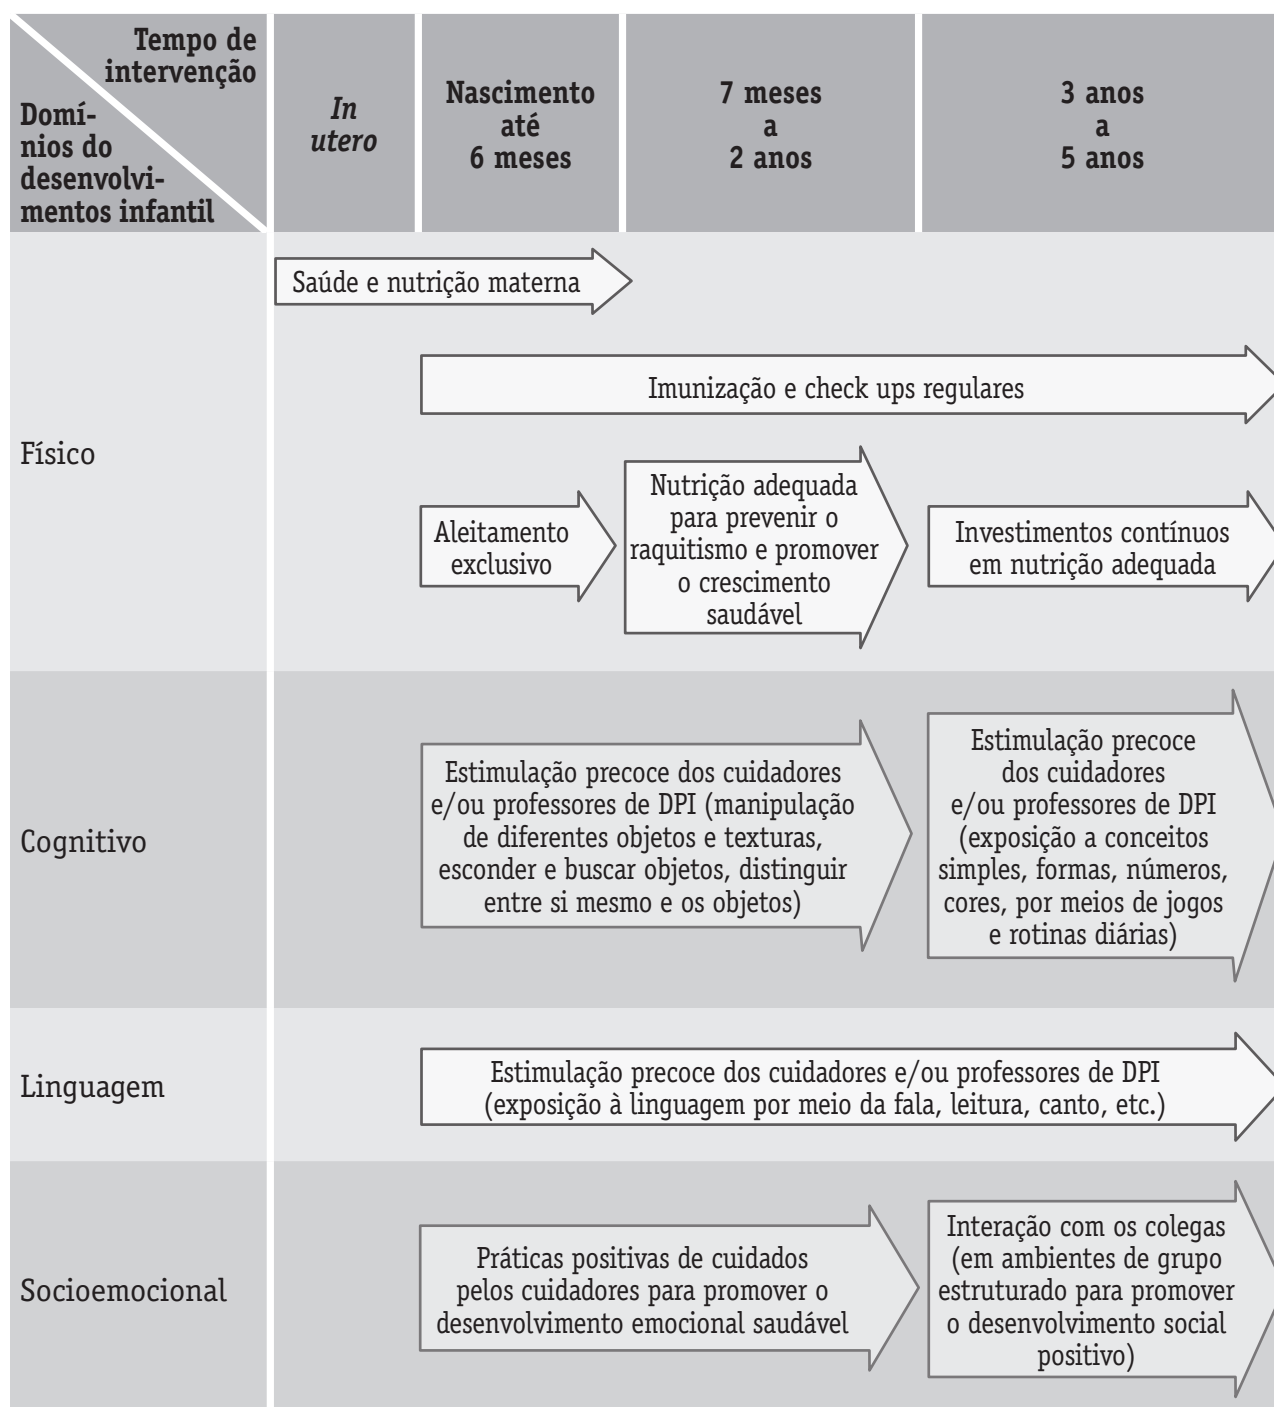 Tempo de
intervenção
Domí-
nios do
desenvolvi-
mentos infantil
In
utero
Nascimento
até
6 meses
7 meses
a
2 anos
3 anos
a
5 anos
Físico
Saúde e nutrição materna
Imunização e check ups regulares
Aleitamento
exclusivo
Nutrição adequada
para prevenir o
raquitismo e promover
o crescimento
saudável
Investimentos contínuos
em nutrição adequada
Cognitivo
Estimulação precoce dos cuidadores
e/ou professores de DPI (manipulação
de diferentes objetos e texturas,
esconder e buscar objetos, distinguir
entre si mesmo e os objetos)
Estimulação precoce
dos cuidadores
e/ou professores de DPI
(exposição a conceitos
simples, formas, números,
cores, por meios de jogos
e rotinas diárias)
Linguagem
Estimulação precoce dos cuidadores e/ou professores de DPI
(exposição à linguagem por meio da fala, leitura, canto, etc.)
Socioemocional
Práticas positivas de cuidados
pelos cuidadores para promover o
desenvolvimento emocional saudável
Interação com os colegas
(em ambientes de grupo
estruturado para promover
o desenvolvimento social
positivo)